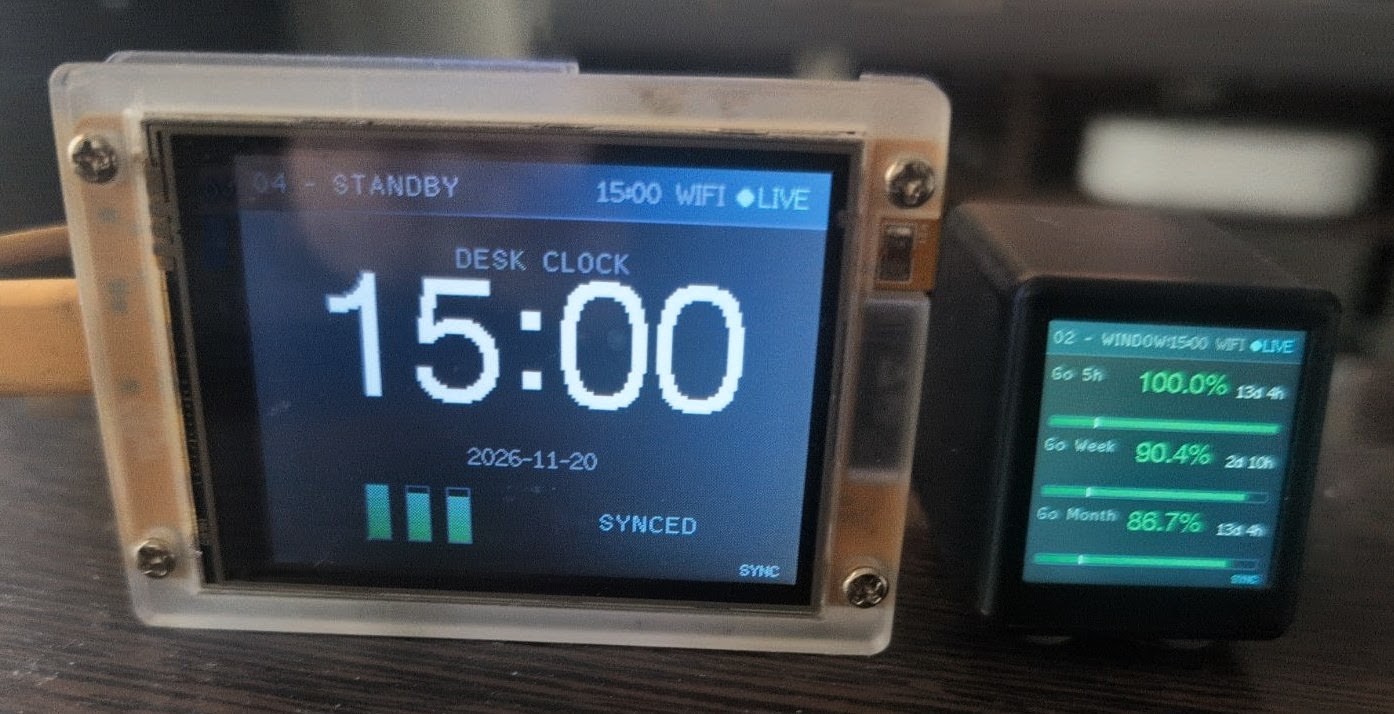 04 - STANDBY 15:00 WIFI ●LIVE
DESK CLOCK
15:00
2026-11-20
SYNCED
SYNC
02 - WINDOW 15:00 WIFI ●LIVE
Go 5h 100.0% 13d 4h
Go Week 90.4% 2d 10h
Go Month 86.7% 13d 4h
SYNC